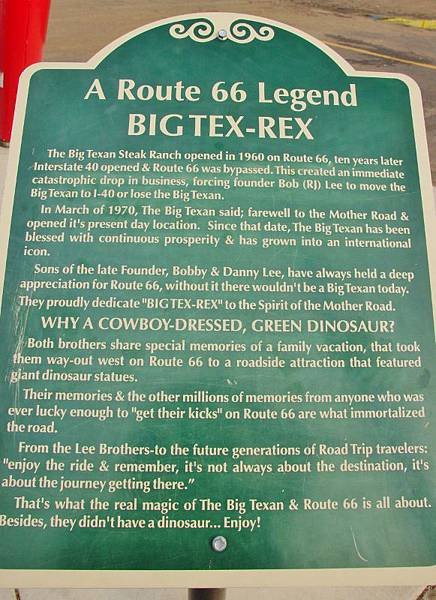 A Route 66 Legend
BIG TEX-REX
The Big Texan Steak Ranch opened in 1960 on Route 66, ten years later
Interstate 40 opened & Route 66 was bypassed. This created an immediate
catastrophic drop in business, forcing founder Bob (RJ) Lee to move the
Big Texan to I-40 or lose the Big Texan.
In March of 1970, The Big Texan said; farewell to the Mother Road &
opened it's present day location. Since that date, The Big Texan has been
blessed with continuous prosperity & has grown into an international
icon.
Sons of the late Founder, Bobby & Danny Lee, have always held a deep
appreciation for Route 66, without it there wouldn't be a Big Texan today.
They proudly dedicate "BIG TEX-REX" to the Spirit of the Mother Road.
WHY A COWBOY-DRESSED, GREEN DINOSAUR?
Both brothers share special memories of a family vacation, that took
them way-out west on Route 66 to a roadside attraction that featured
giant dinosaur statues.
Their memories & the other millions of memories from anyone who was
ever lucky enough to "get their kicks" on Route 66 are what immortalized
the road.
From the Lee Brothers-to the future generations of Road Trip travelers:
"enjoy the ride & remember, it's not always about the destination, it's
about the journey getting there."
That's what the real magic of The Big Texan & Route 66 is all about.
Besides, they didn't have a dinosaur... Enjoy!